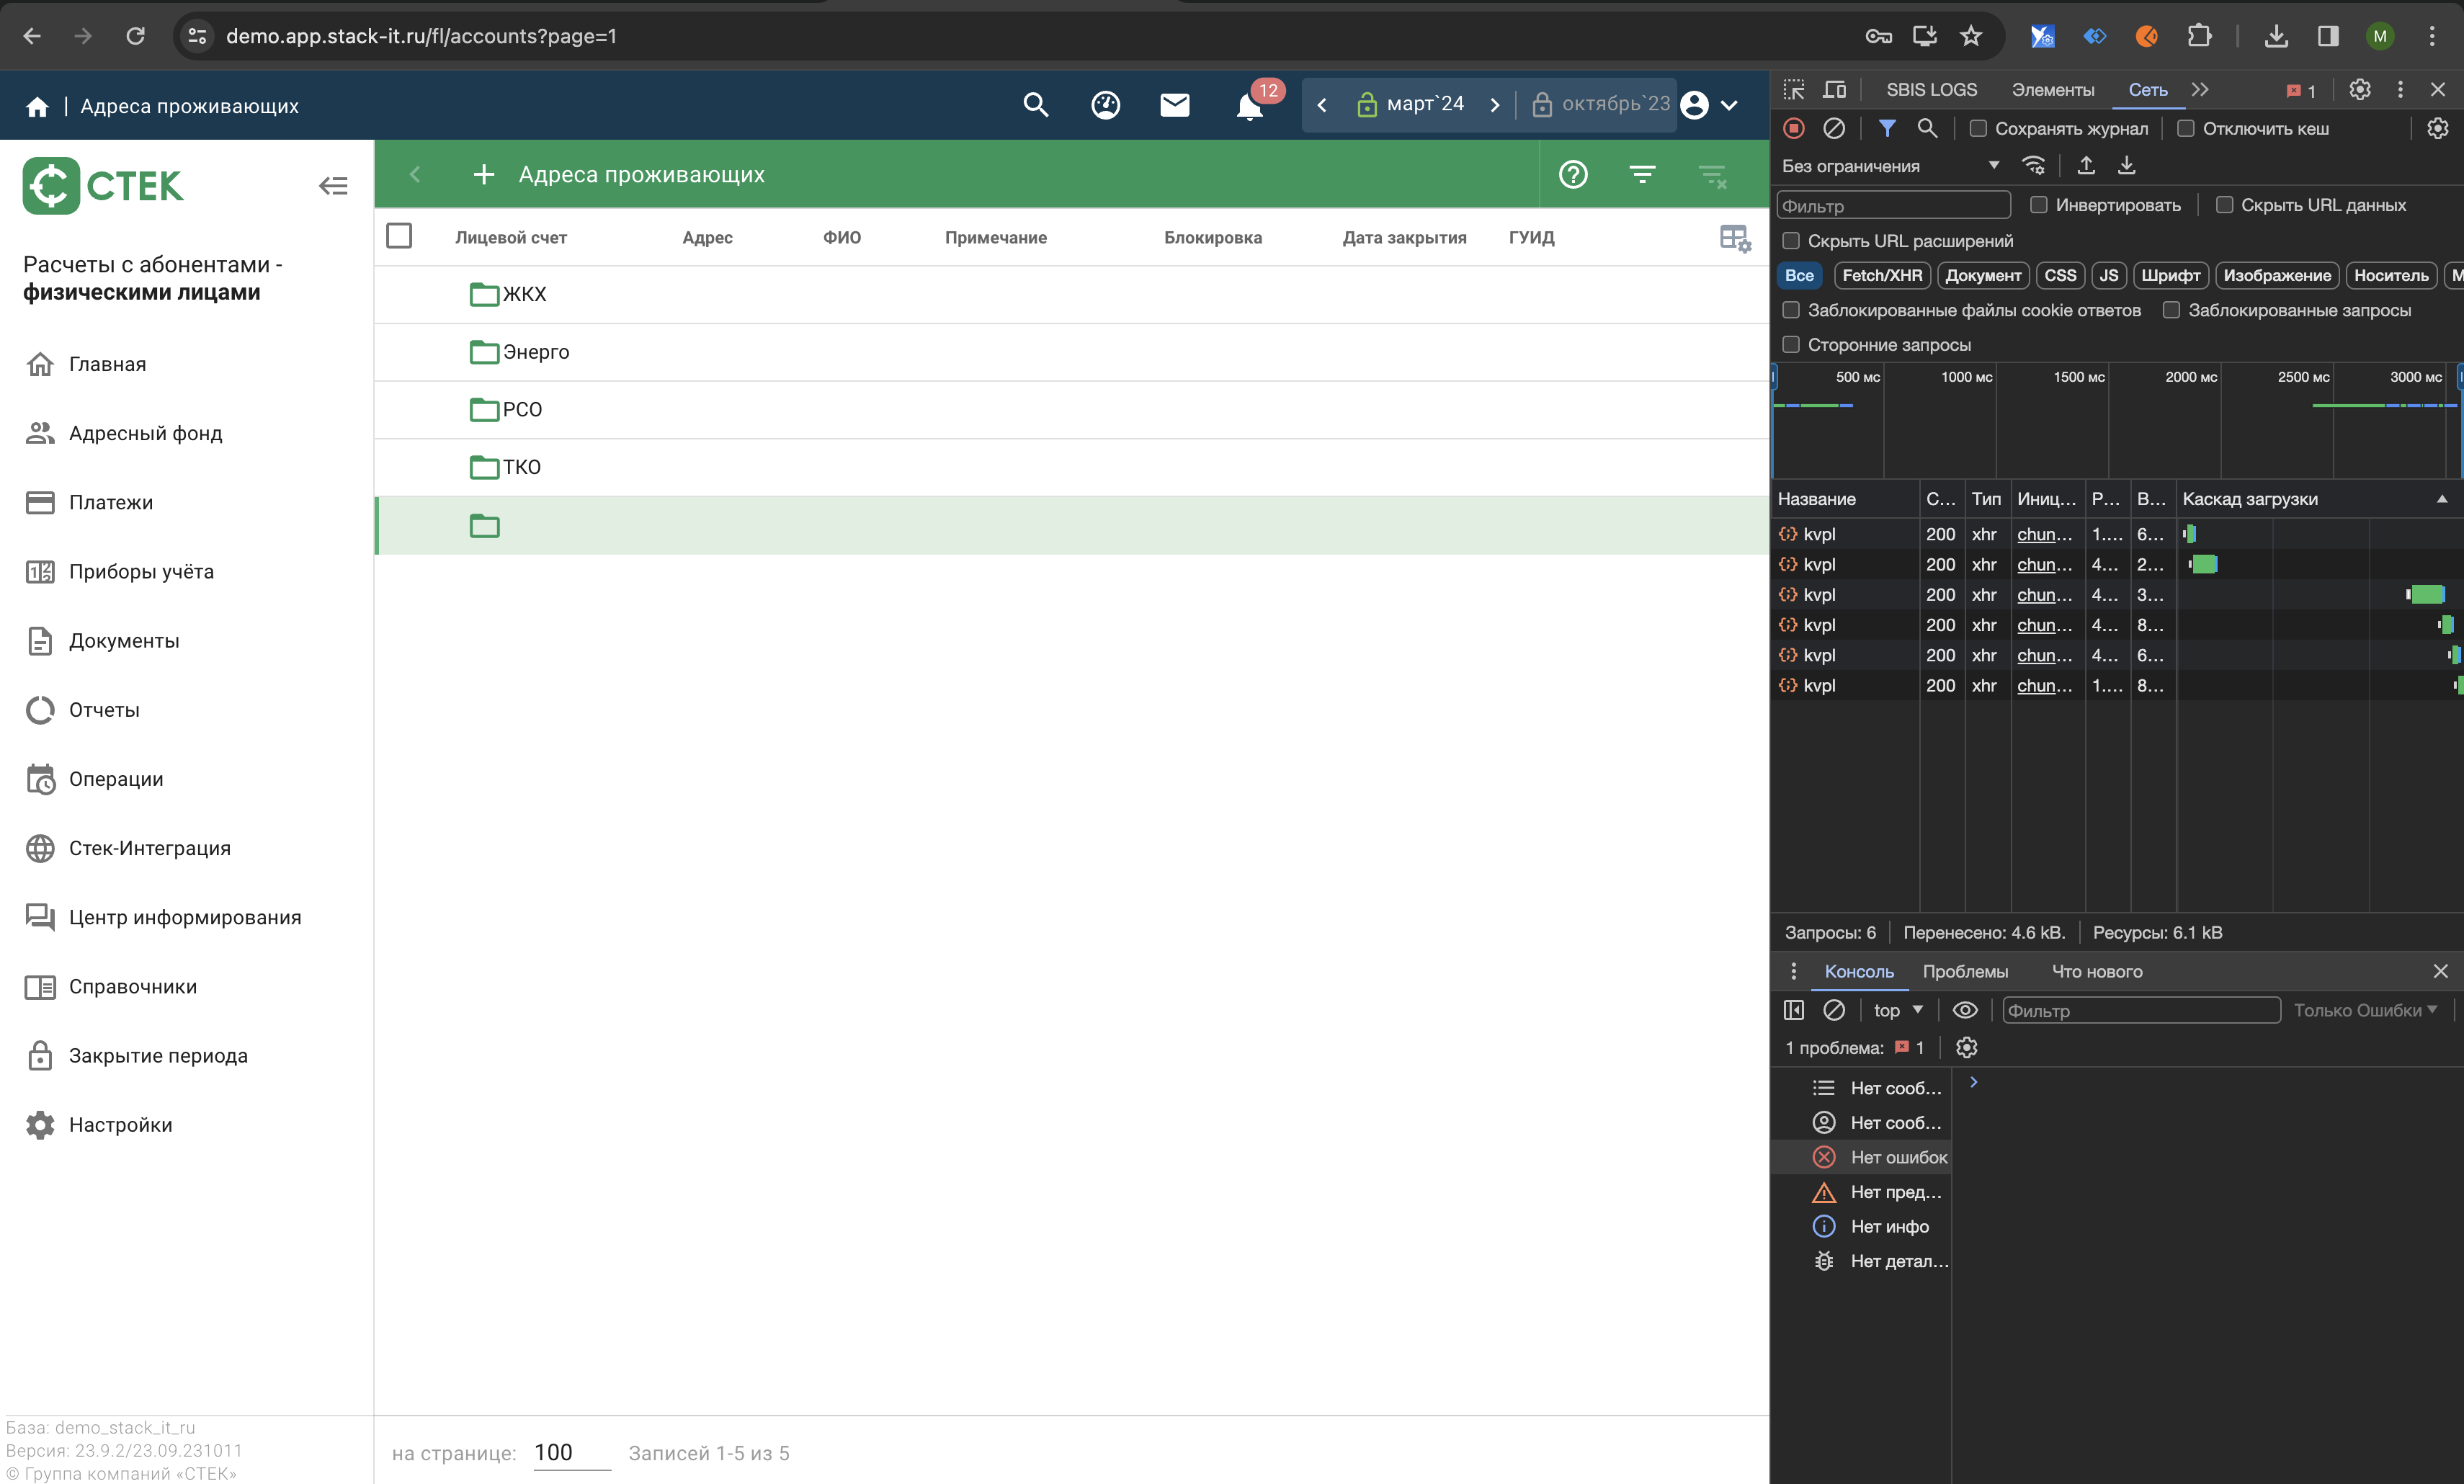 demo.app.stack-it.ru/fl/accounts?page=1
М
| Адреса проживающих
12
март`24
октябрь`23
СТЕК
Расчеты с абонентами -
физическими лицами
Главная
Адресный фонд
Платежи
Приборы учёта
Документы
Отчеты
Операции
Стек-Интеграция
Центр информирования
Справочники
Закрытие периода
Настройки
База: demo_stack_it_ru
Версия: 23.9.2/23.09.231011
© Группа компаний «СТЕК»
Адреса проживающих
Лицевой счет Адрес ФИО Примечание Блокировка Дата закрытия ГУИД
ЖКХ
Энерго
РСО
ТКО
на странице: 100 Записей 1-5 из 5
SBIS LOGS Элементы Сеть 1
Сохранять журнал Отключить кеш
Без ограничения
Фильтр Инвертировать Скрыть URL данных
Скрыть URL расширений
Все Fetch/XHR Документ CSS JS Шрифт Изображение Носитель
Заблокированные файлы cookie ответов Заблокированные запросы
Сторонние запросы
500 мс 1000 мс 1500 мс 2000 мс 2500 мс 3000 мс
Название С... Тип Иниц... Р... В... Каскад загрузки
kvpl 200 xhr chun... 1.... 6...
kvpl 200 xhr chun... 4... 2...
kvpl 200 xhr chun... 4... 3...
kvpl 200 xhr chun... 4... 8...
kvpl 200 xhr chun... 4... 6...
kvpl 200 xhr chun... 1.... 8...
Запросы: 6 Перенесено: 4.6 kB. Ресурсы: 6.1 kB
Консоль Проблемы Что нового
top Фильтр Только Ошибки
1 проблема: 1
Нет сооб...
Нет сооб...
Нет ошибок
Нет пред...
Нет инфо
Нет детал...